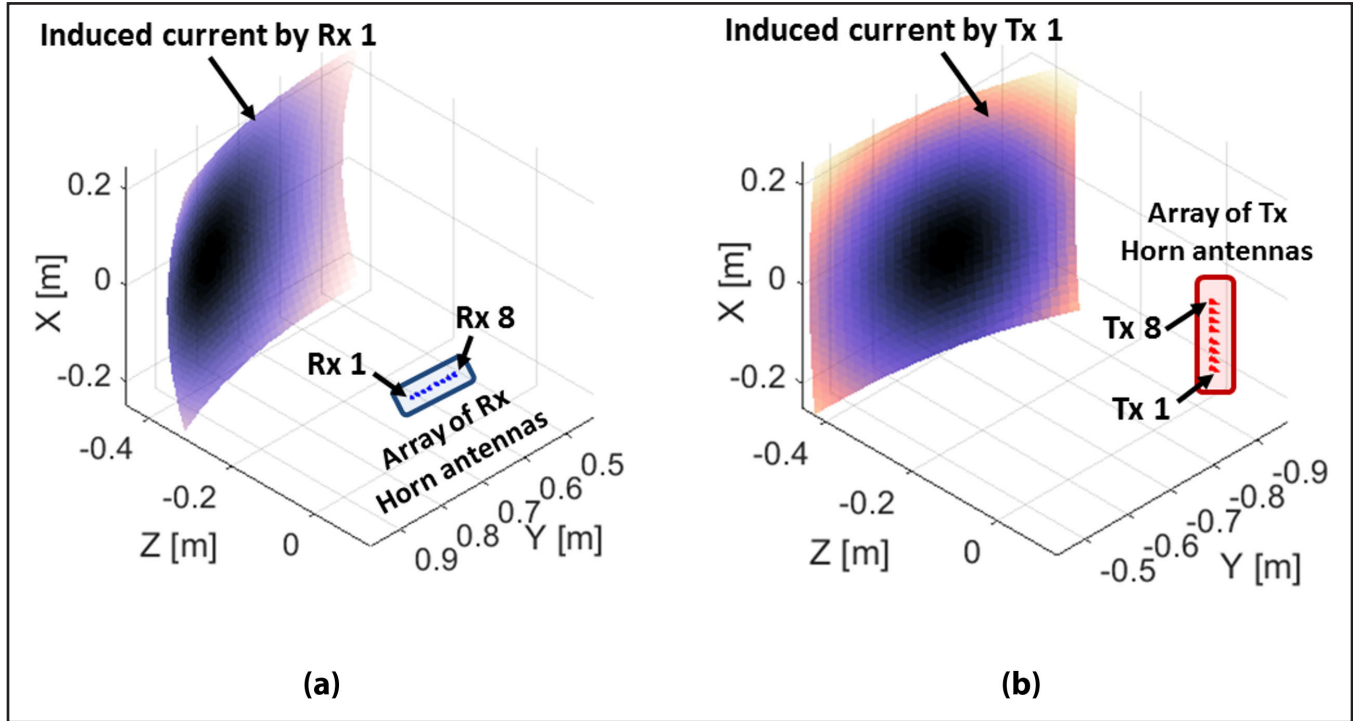 Induced current by Rx 1
0.2
0
-0.2
X [m]
Rx 8
Rx 1
Array of Rx
Horn antennas
-0.4
-0.2
0
Z [m]
0.5
0.6
0.7
0.8
0.9
Y [m]
(a)
Induced current by Tx 1
0.2
0
-0.2
X [m]
Array of Tx
Horn antennas
Tx 8
Tx 1
-0.4
-0.2
0
Z [m]
-0.9
-0.8
-0.7
-0.6
-0.5
Y [m]
(b)